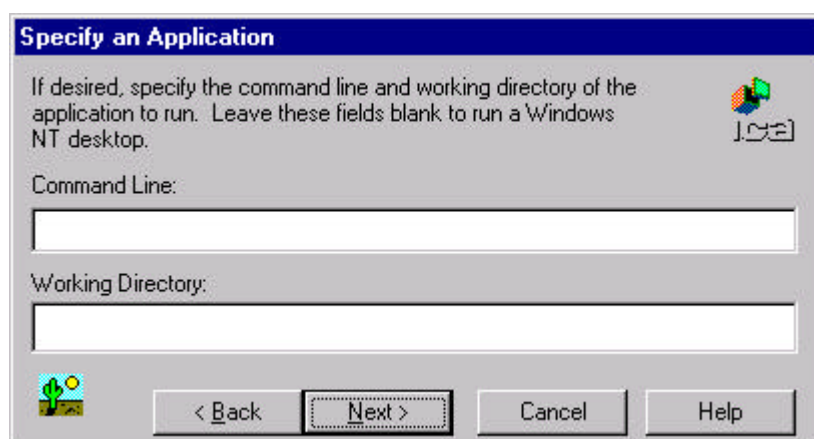 Specify an Application
If desired, specify the command line and working directory of the
application to run.  Leave these fields blank to run a Windows
NT desktop.
Command Line:
Working Directory:
< Back
Next >
Cancel
Help